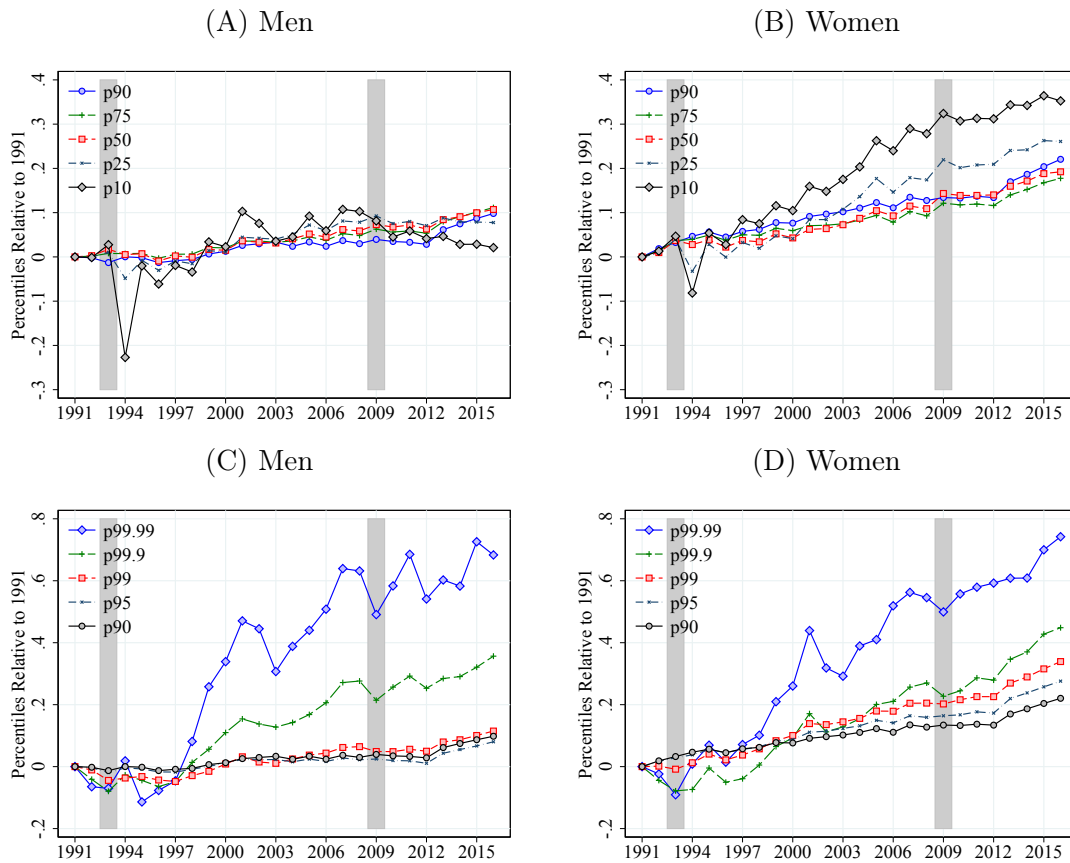 (A) Men
Percentiles Relative to 1991
.4
.3
.2
.1
0
-.1
-.2
-.3
p90
p75
p50
p25
p10
1991 1994 1997 2000 2003 2006 2009 2012 2015
(B) Women
Percentiles Relative to 1991
.4
.3
.2
.1
0
-.1
-.2
-.3
p90
p75
p50
p25
p10
1991 1994 1997 2000 2003 2006 2009 2012 2015
(C) Men
Percentiles Relative to 1991
.8
.6
.4
.2
0
-.2
p99.99
p99.9
p99
p95
p90
1991 1994 1997 2000 2003 2006 2009 2012 2015
(D) Women
Percentiles Relative to 1991
.8
.6
.4
.2
0
-.2
p99.99
p99.9
p99
p95
p90
1991 1994 1997 2000 2003 2006 2009 2012 2015